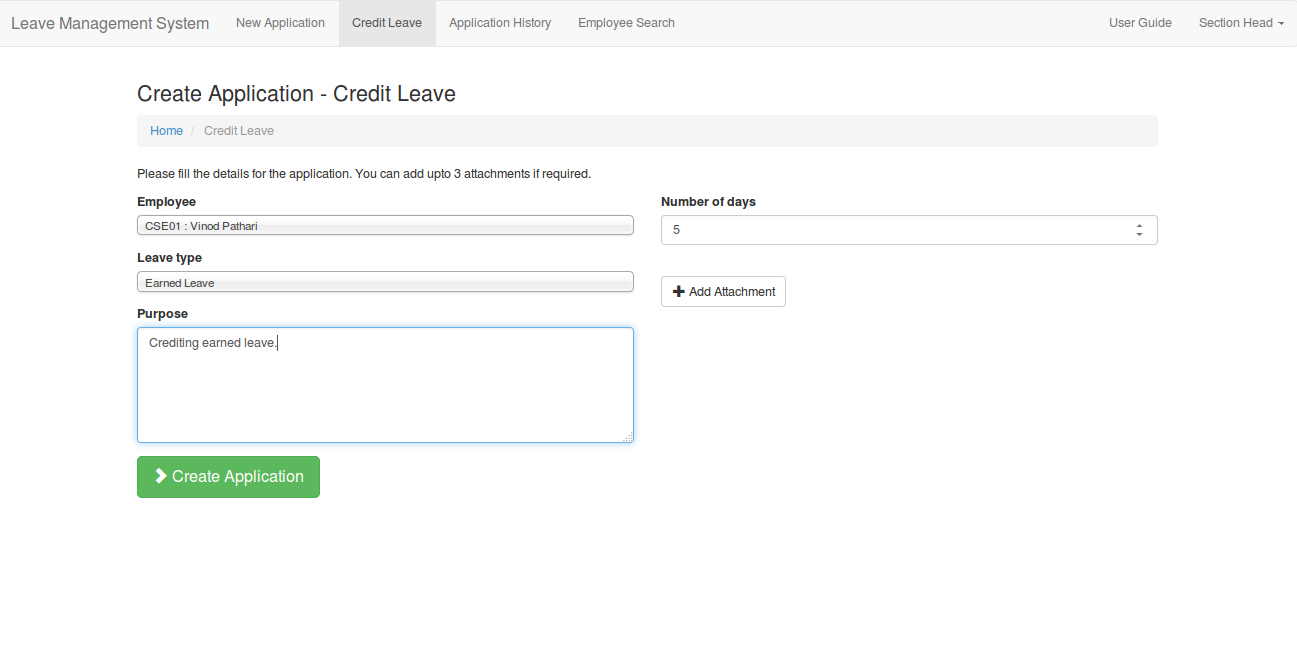 Leave Management System New Application Credit Leave Application History Employee Search User Guide Section Head
Create Application - Credit Leave
Home / Credit Leave
Please fill the details for the application. You can add upto 3 attachments if required.
Employee
CSE01 : Vinod Pathari
Number of days
5
Leave type
Earned Leave
Add Attachment
Purpose
Crediting earned leave.
Create Application